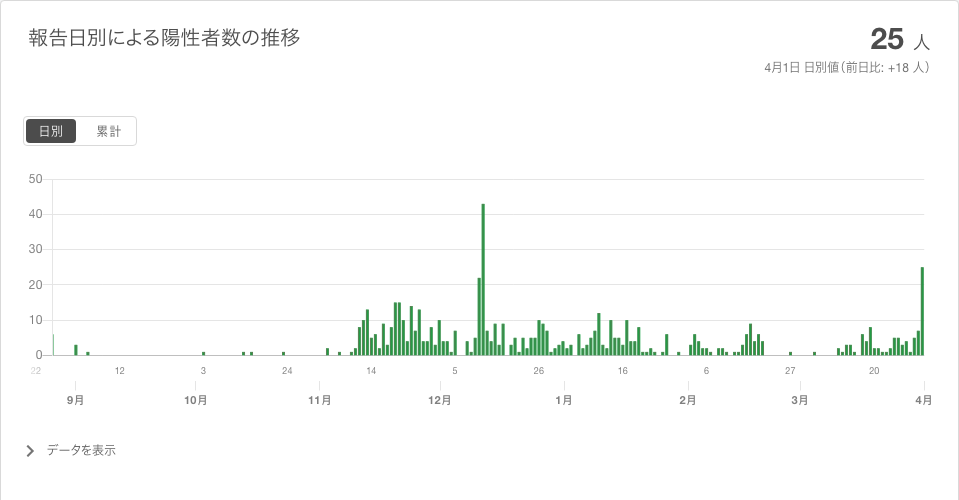 報告日別による陽性者数の推移
25 人
4月1日 日別値（前日比: +18 人）
日別 累計
50
40
30
20
10
0
22 12 3 24 14 5 26 16 6 27 20
9月 10月 11月 12月 1月 2月 3月 4月
データを表示